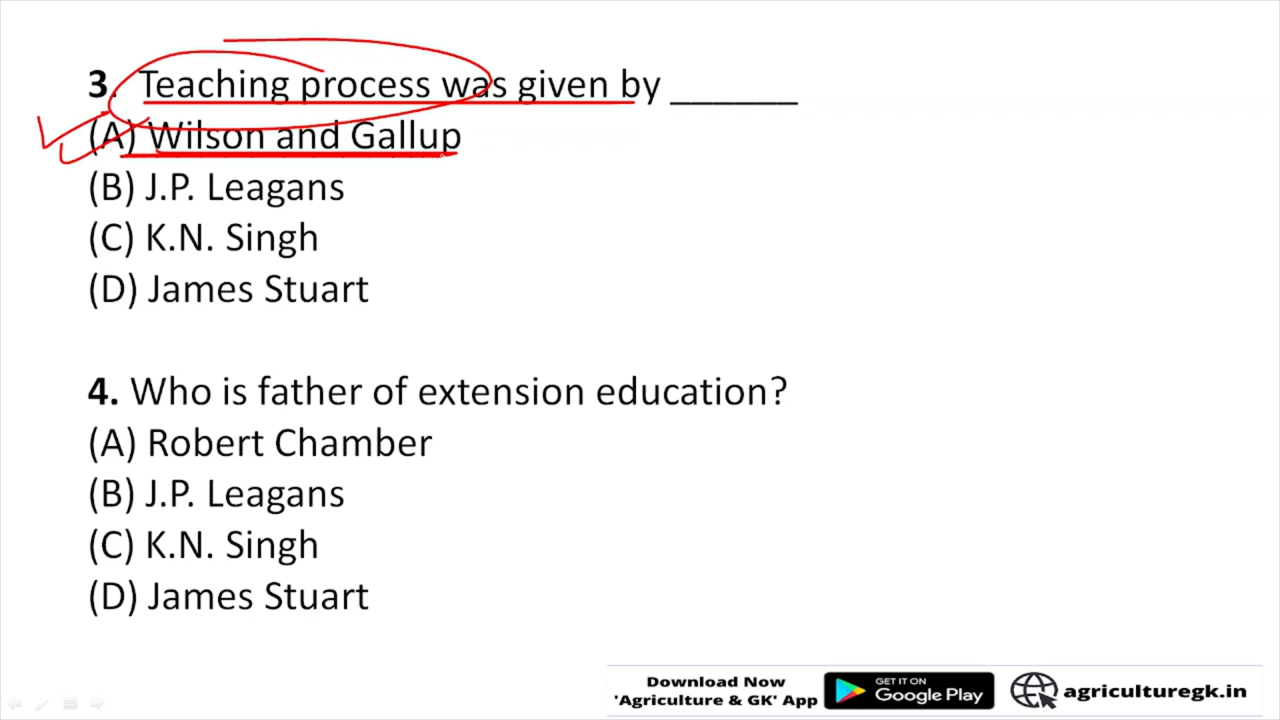 3. Teaching process was given by ______
(A) Wilson and Gallup
(B) J.P. Leagans
(C) K.N. Singh
(D) James Stuart
4. Who is father of extension education?
(A) Robert Chamber
(B) J.P. Leagans
(C) K.N. Singh
(D) James Stuart
Download Now
'Agriculture & GK' App
GET IT ON
Google Play
agriculturegk.in